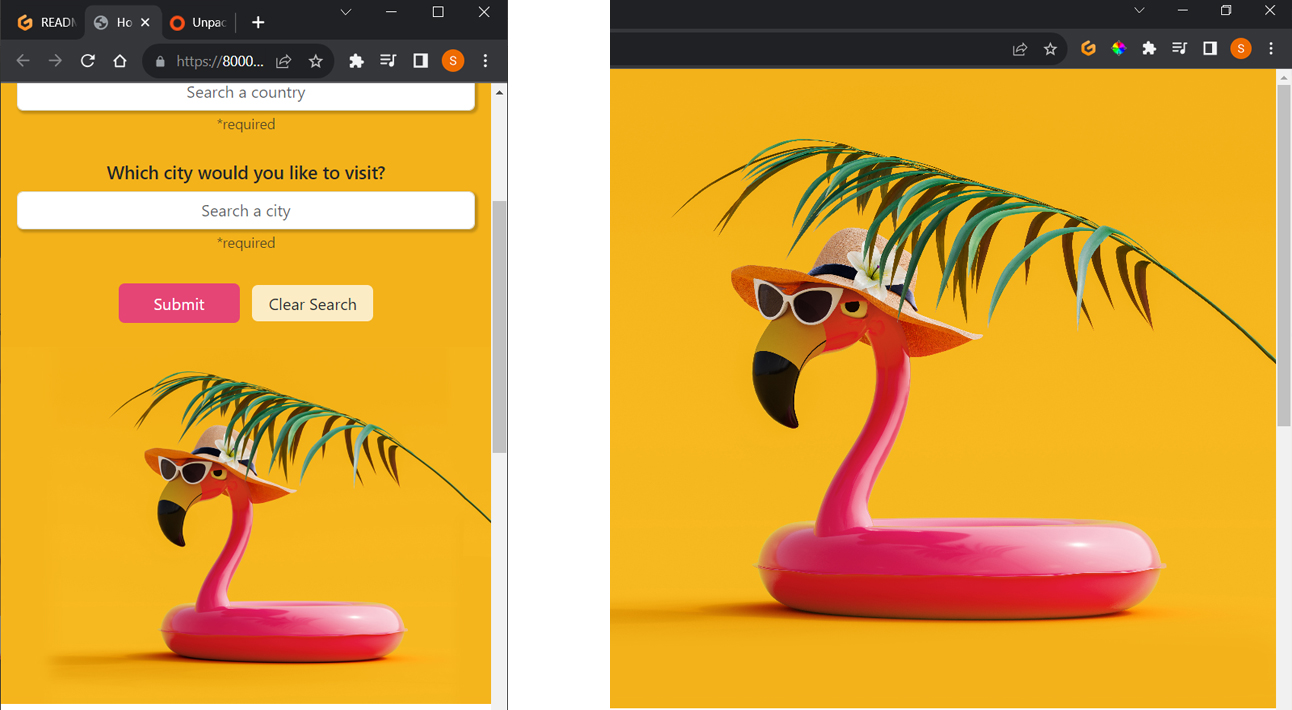 READM
Ho
Unpac
https://8000...
S
Search a country
*required
Which city would you like to visit?
Search a city
*required
Submit
Clear Search
S